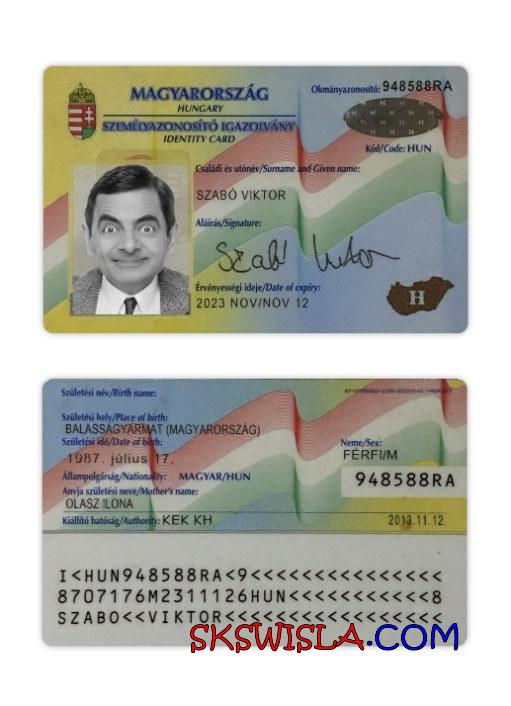 MAGYARORSZÁG
HUNGARY
SZEMÉLYAZONOSÍTÓ IGAZOLVÁNY
IDENTITY CARD
Okmányazonosító: 948588RA
Kód/Code: HUN
Családi és utónév/Surname and Given name:
SZABÓ VIKTOR
Aláírás/Signature:
Szabó Viktor
Érvényességi ideje/Date of expiry:
2023 NOV/NOV 12
H
Születési név/Birth name:
Születési hely/Place of birth:
BALASSAGYARMAT (MAGYARORSZÁG)
Születési idő/Date of birth:
1987. július 17.
Neme/Sex:
FÉRFI/M
Állampolgárság/Nationality: MAGYAR/HUN
948588RA
Anyja születési neve/Mother's name:
OLASZ ILONA
Kiállító hatóság/Authority: KEK KH
2013.11.12.
I<HUN948588RA<9<<<<<<<<<<<<<<<
8707176M2311126HUN<<<<<<<<<<<8
SZABO<<VIKTOR<<<<<<<<<<<<<<<<<
SKSWISLA.COM